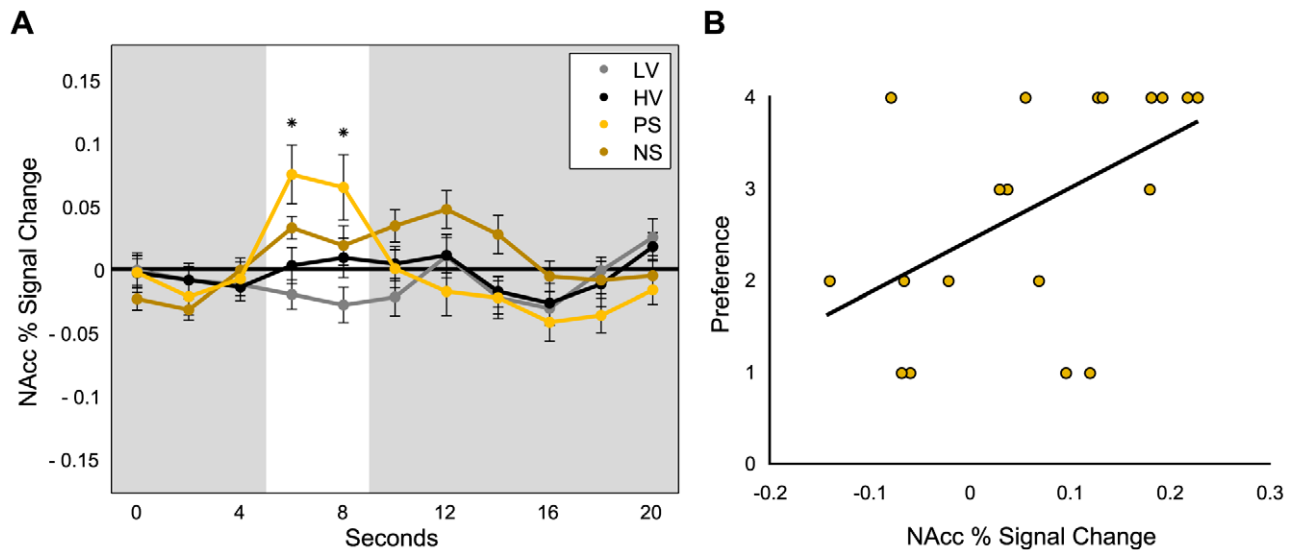 A
B
LV
HV
PS
NS
*
*
0.15
0.1
0.05
0
- 0.05
- 0.1
- 0.15
NAcc % Signal Change
0 4 8 12 16 20
Seconds
4
3
2
1
0
Preference
-0.2 -0.1 0 0.1 0.2 0.3
NAcc % Signal Change